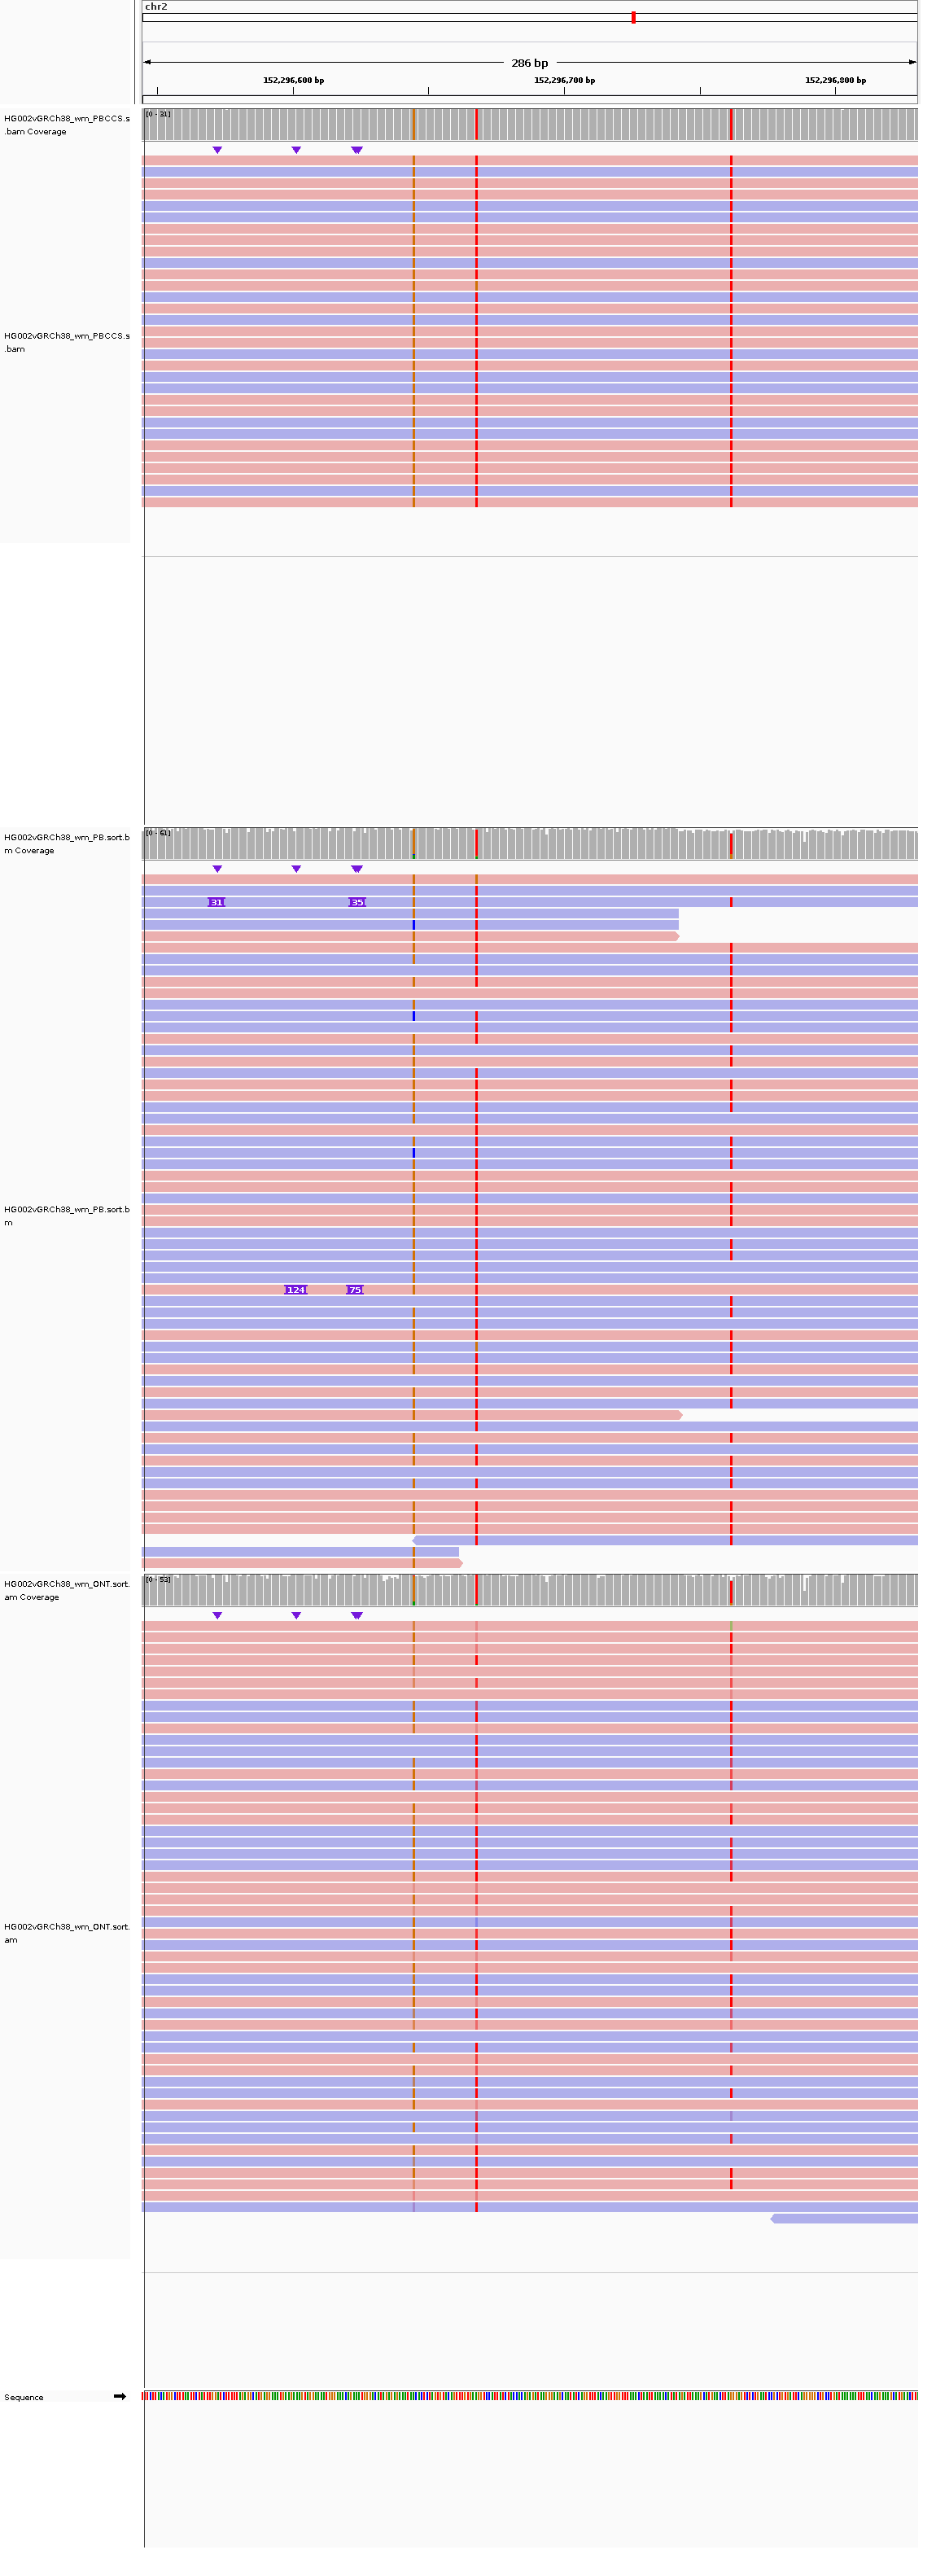 chr2
286 bp
152,296,600 bp 152,296,700 bp 152,296,800 bp
HG002vGRCh38_wm_PBCCS.s
.bam Coverage
[0 - 31]
HG002vGRCh38_wm_PBCCS.s
.bam
HG002vGRCh38_wm_PB.sort.b
m Coverage
[0 - 61]
31 35
HG002vGRCh38_wm_PB.sort.b
m
124 75
HG002vGRCh38_wm_ONT.sort.
am Coverage
[0 - 53]
HG002vGRCh38_wm_ONT.sort.
am
Sequence